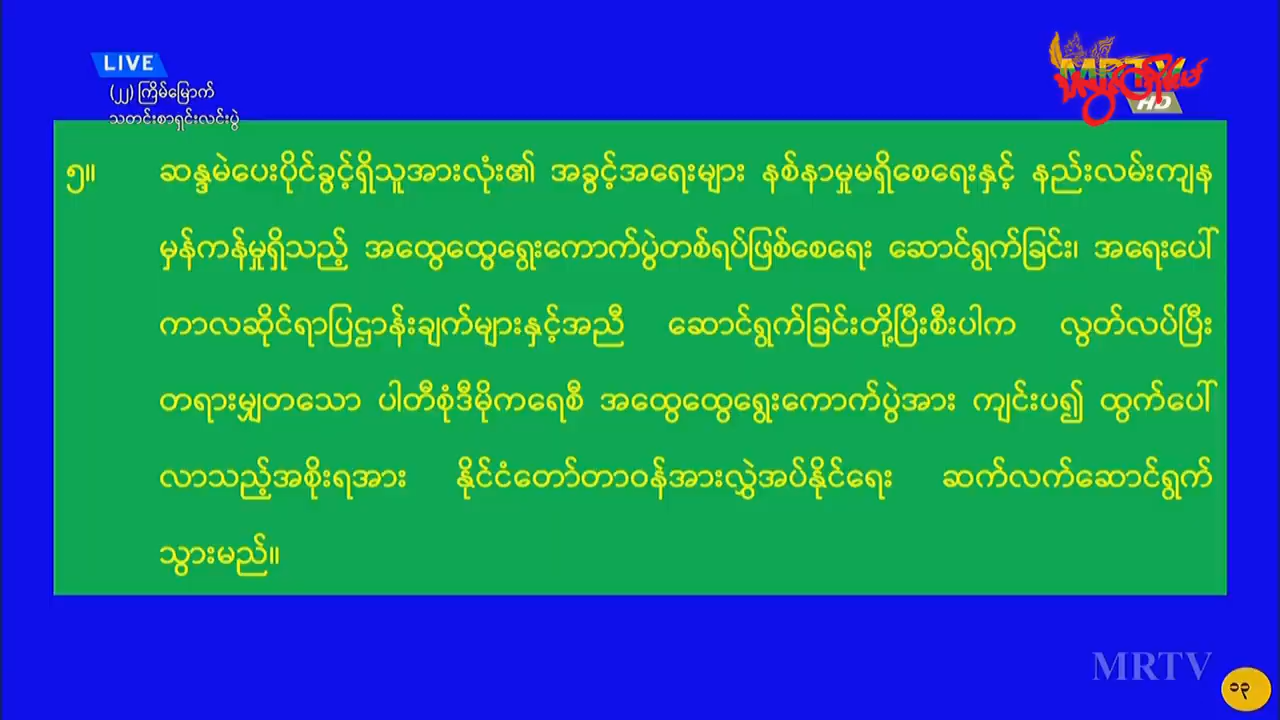 LIVE
(၂၂) ကြိမ်မြောက်
သတင်းစာရှင်းလင်းပွဲ
HD
၅။ ဆန္ဒမဲပေးပိုင်ခွင့်ရှိသူအားလုံး၏ အခွင့်အရေးများ နစ်နာမှုမရှိစေရေးနှင့် နည်းလမ်းကျန
မှန်ကန်မှုရှိသည့် အထွေထွေရွေးကောက်ပွဲတစ်ရပ်ဖြစ်စေရေး ဆောင်ရွက်ခြင်း၊ အရေးပေါ်
ကာလဆိုင်ရာပြဋ္ဌာန်းချက်များနှင့်အညီ ဆောင်ရွက်ခြင်းတို့ပြီးစီးပါက လွတ်လပ်ပြီး
တရားမျှတသော ပါတီစုံဒီမိုကရေစီ အထွေထွေရွေးကောက်ပွဲအား ကျင်းပ၍ ထွက်ပေါ်
လာသည့်အစိုးရအား နိုင်ငံတော်တာဝန်အားလွှဲအပ်နိုင်ရေး ဆက်လက်ဆောင်ရွက်
သွားမည်။
MRTV
၁၃